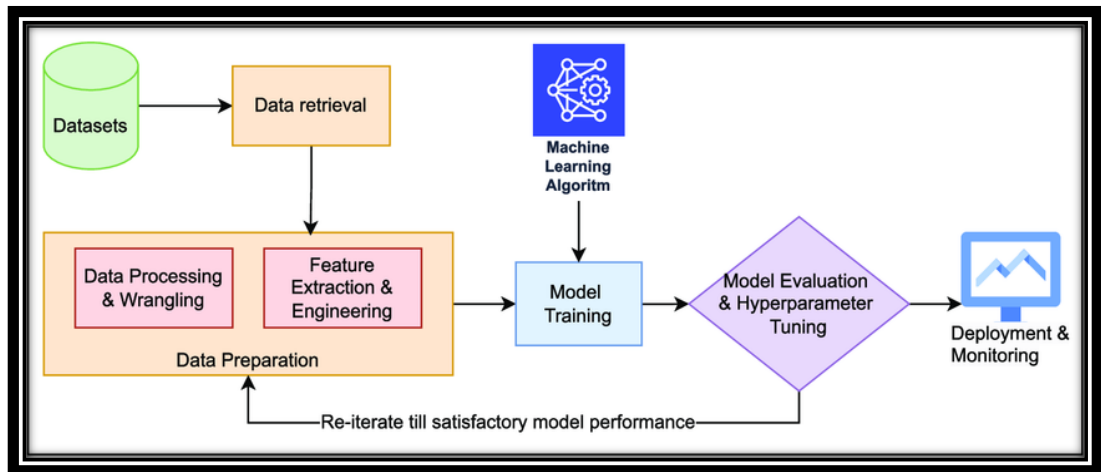 Datasets
Data retrieval
Machine
Learning
Algoritm
Data Processing
& Wrangling
Feature
Extraction &
Engineering
Data Preparation
Model
Training
Model Evaluation
& Hyperparameter
Tuning
Deployment &
Monitoring
Re-iterate till satisfactory model performance